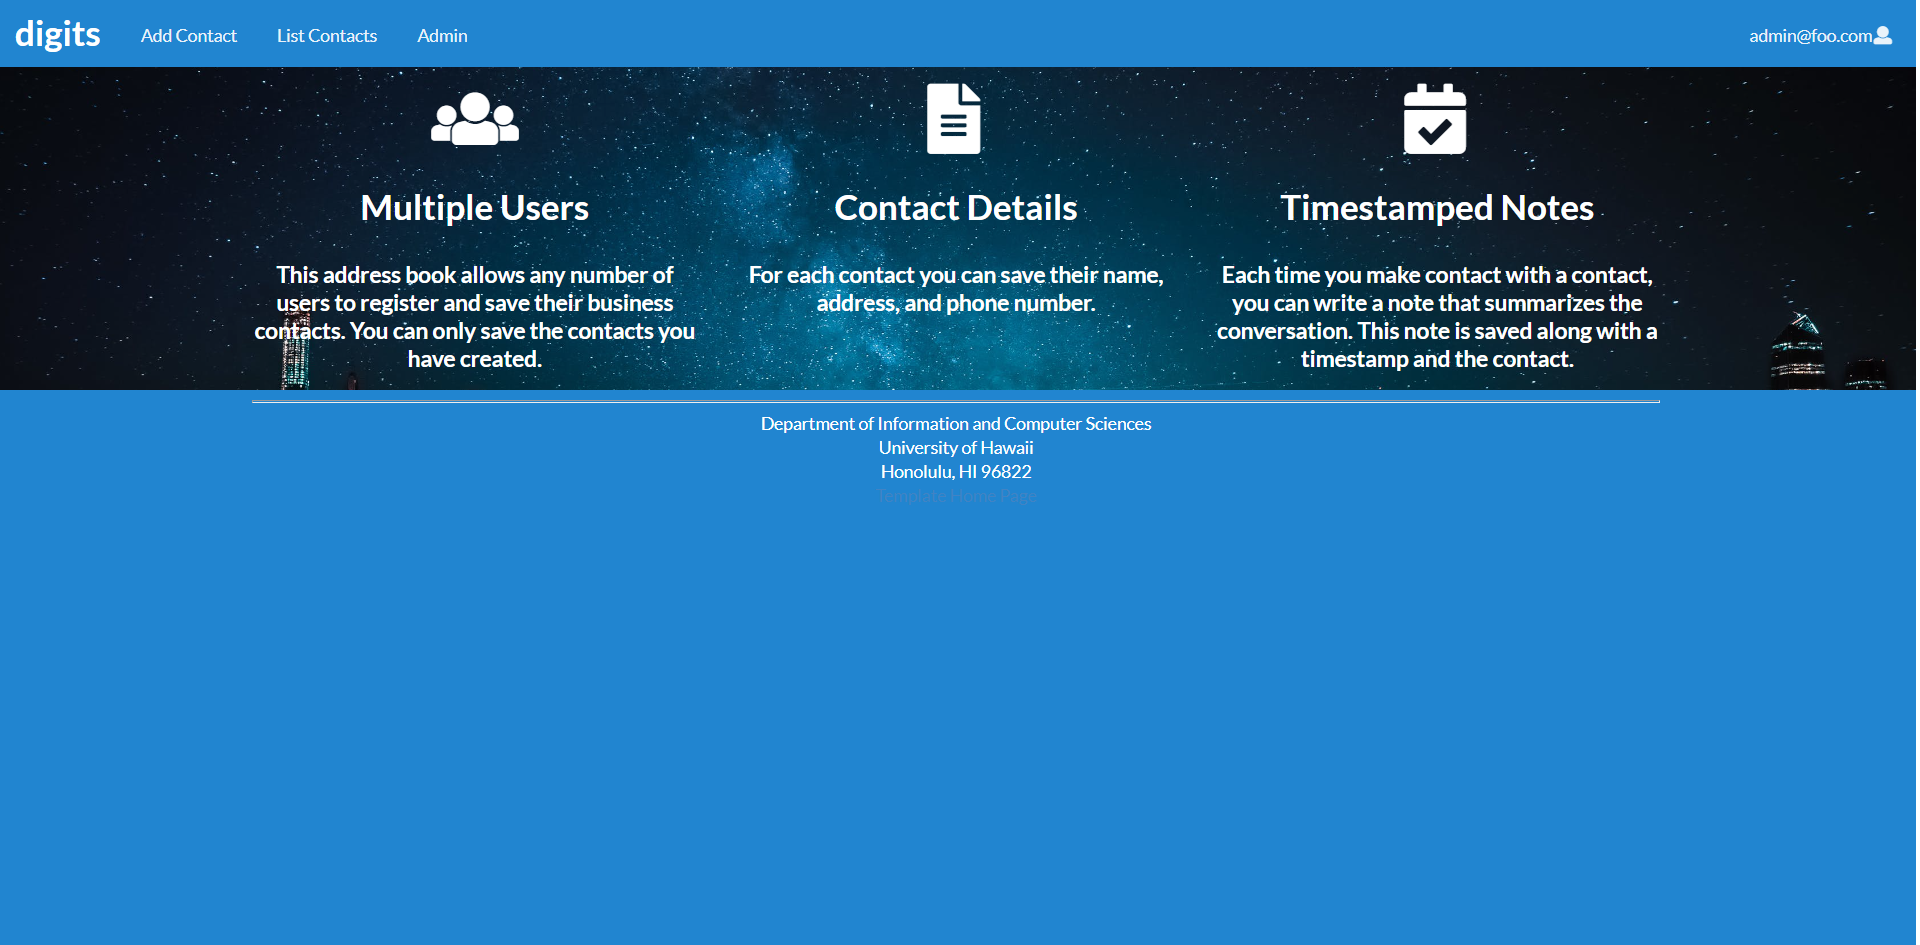 digits
Add Contact
List Contacts
Admin
admin@foo.com
Multiple Users
This address book allows any number of
users to register and save their business
contacts. You can only save the contacts you
have created.
Contact Details
For each contact you can save their name,
address, and phone number.
Timestamped Notes
Each time you make contact with a contact,
you can write a note that summarizes the
conversation. This note is saved along with a
timestamp and the contact.
Department of Information and Computer Sciences
University of Hawaii
Honolulu, HI 96822
Template Home Page